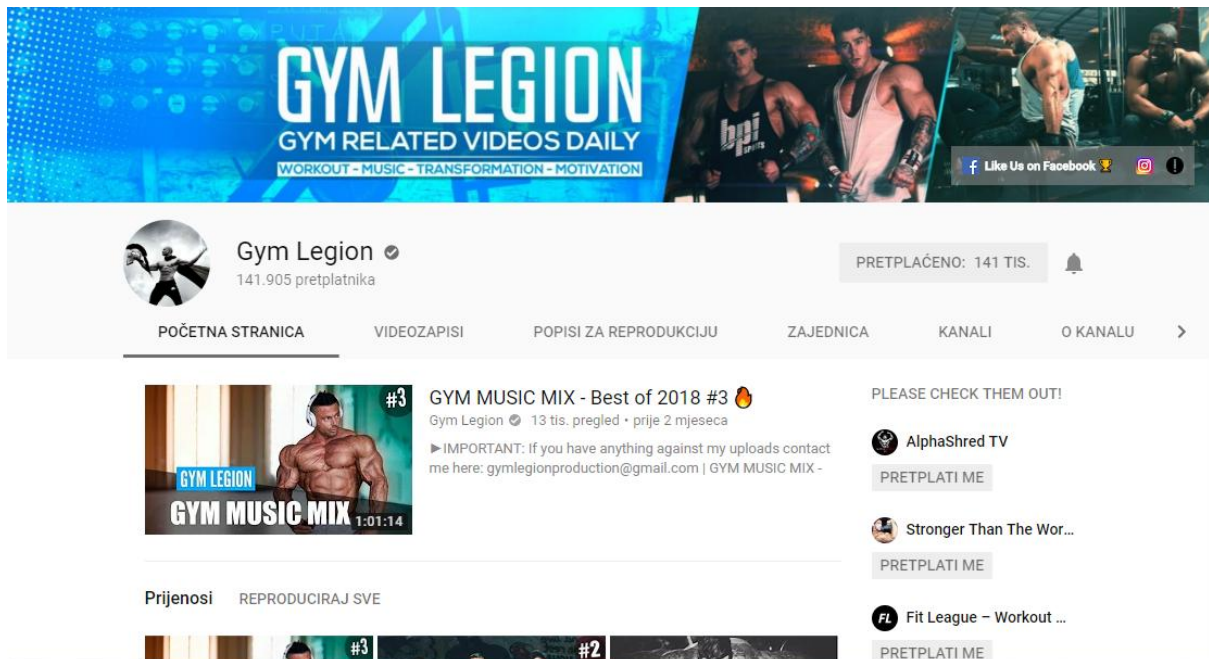 GYM LEGION
GYM RELATED VIDEOS DAILY
WORKOUT - MUSIC - TRANSFORMATION - MOTIVATION
bpi
SPORTS
Like Us on Facebook
Gym Legion
141.905 pretplatnika
PRETPLAĆENO: 141 TIS.
POČETNA STRANICA VIDEOZAPISI POPISI ZA REPRODUKCIJU ZAJEDNICA KANALI O KANALU
#3
GYM LEGION
GYM MUSIC MIX
1:01:14
GYM MUSIC MIX - Best of 2018 #3 🔥
Gym Legion 13 tis. pregled • prije 2 mjeseca
►IMPORTANT: If you have anything against my uploads contact
me here: gymlegionproduction@gmail.com | GYM MUSIC MIX -
PLEASE CHECK THEM OUT!
AlphaShred TV
PRETPLATI ME
Stronger Than The Wor...
PRETPLATI ME
FL Fit League – Workout ...
PRETPLATI ME
Prijenosi REPRODUCIRAJ SVE
#3
#2